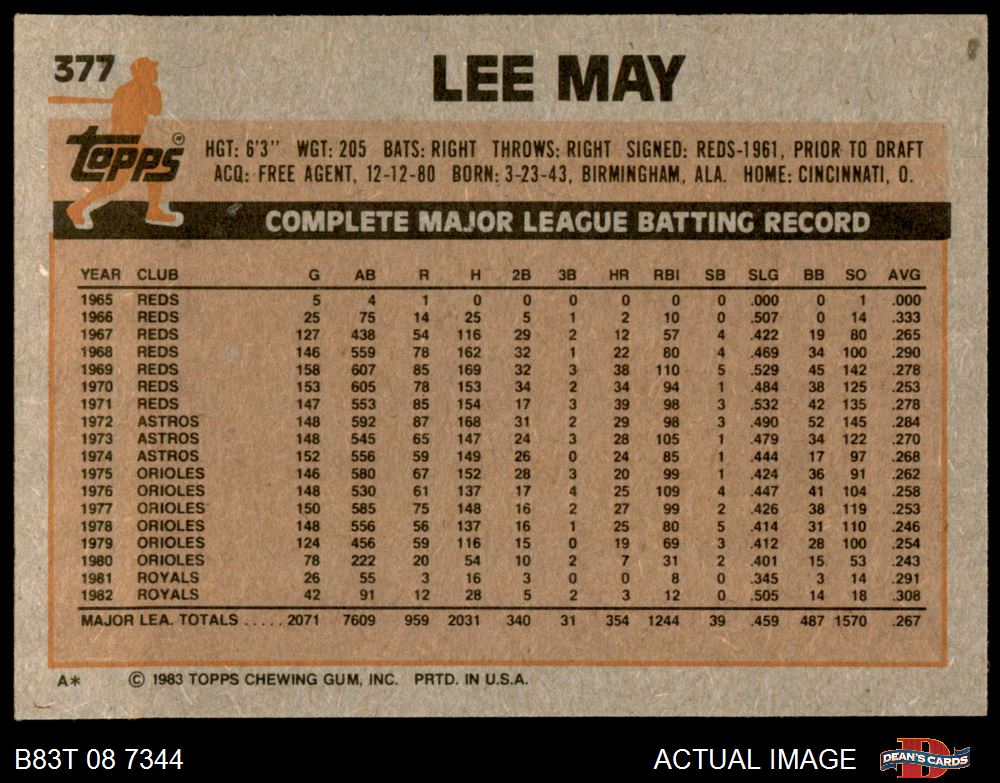 377
LEE MAY
Topps®
HGT: 6'3" WGT: 205 BATS: RIGHT THROWS: RIGHT SIGNED: REDS-1961, PRIOR TO DRAFT
ACQ: FREE AGENT, 12-12-80 BORN: 3-23-43, BIRMINGHAM, ALA. HOME: CINCINNATI, O.
COMPLETE MAJOR LEAGUE BATTING RECORD
YEAR CLUB G AB R H 2B 3B HR RBI SB SLG BB SO AVG
1965 REDS 5 4 1 0 0 0 0 0 0 .000 0 1 .000
1966 REDS 25 75 14 25 5 1 2 10 0 .507 0 14 .333
1967 REDS 127 438 54 116 29 2 12 57 4 .422 19 80 .265
1968 REDS 146 559 78 162 32 1 22 80 4 .469 34 100 .290
1969 REDS 158 607 85 169 32 3 38 110 5 .529 45 142 .278
1970 REDS 153 605 78 153 34 2 34 94 1 .484 38 125 .253
1971 REDS 147 553 85 154 17 3 39 98 3 .532 42 135 .278
1972 ASTROS 148 592 87 168 31 2 29 98 3 .490 52 145 .284
1973 ASTROS 148 545 65 147 24 3 28 105 1 .479 34 122 .270
1974 ASTROS 152 556 59 149 26 0 24 85 1 .444 17 97 .268
1975 ORIOLES 146 580 67 152 28 3 20 99 1 .424 36 91 .262
1976 ORIOLES 148 530 61 137 17 4 25 109 4 .447 41 104 .258
1977 ORIOLES 150 585 75 148 16 2 27 99 2 .426 38 119 .253
1978 ORIOLES 148 556 56 137 16 1 25 80 5 .414 31 110 .246
1979 ORIOLES 124 456 59 116 15 0 19 69 3 .412 28 100 .254
1980 ORIOLES 78 222 20 54 10 2 7 31 2 .401 15 53 .243
1981 ROYALS 26 55 3 16 3 0 0 8 0 .345 3 14 .291
1982 ROYALS 42 91 12 28 5 2 3 12 0 .505 14 18 .308
MAJOR LEA. TOTALS ..... 2071 7609 959 2031 340 31 354 1244 39 .459 487 1570 .267
A* © 1983 TOPPS CHEWING GUM, INC. PRTD. IN U.S.A.
B83T 08 7344 ACTUAL IMAGE DEAN'S CARDS